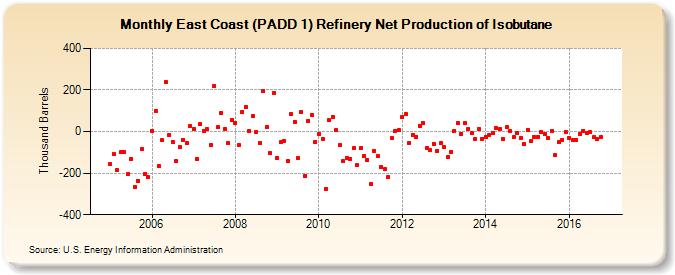 Monthly East Coast (PADD 1) Refinery Net Production of Isobutane
Thousand Barrels
400
200
0
-200
-400
2006 2008 2010 2012 2014 2016
Source: U.S. Energy Information Administration